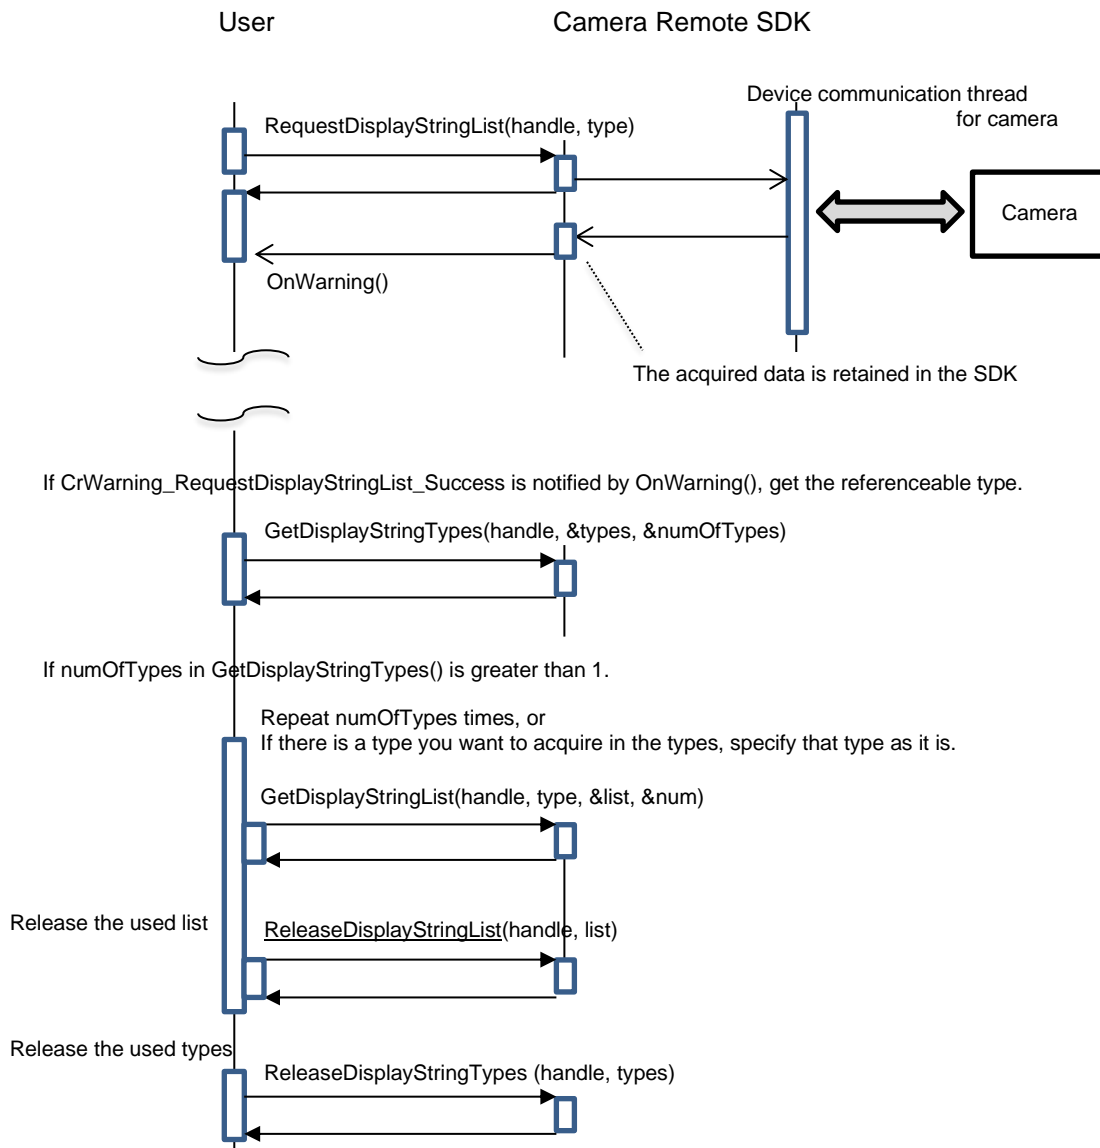 User
Camera Remote SDK
Device communication thread
for camera
RequestDisplayStringList(handle, type)
Camera
OnWarning()
The acquired data is retained in the SDK
If CrWarning_RequestDisplayStringList_Success is notified by OnWarning(), get the referenceable type.
GetDisplayStringTypes(handle, &types, &numOfTypes)
If numOfTypes in GetDisplayStringTypes() is greater than 1.
Repeat numOfTypes times, or
If there is a type you want to acquire in the types, specify that type as it is.
GetDisplayStringList(handle, type, &list, &num)
Release the used list
ReleaseDisplayStringList(handle, list)
Release the used types
ReleaseDisplayStringTypes (handle, types)